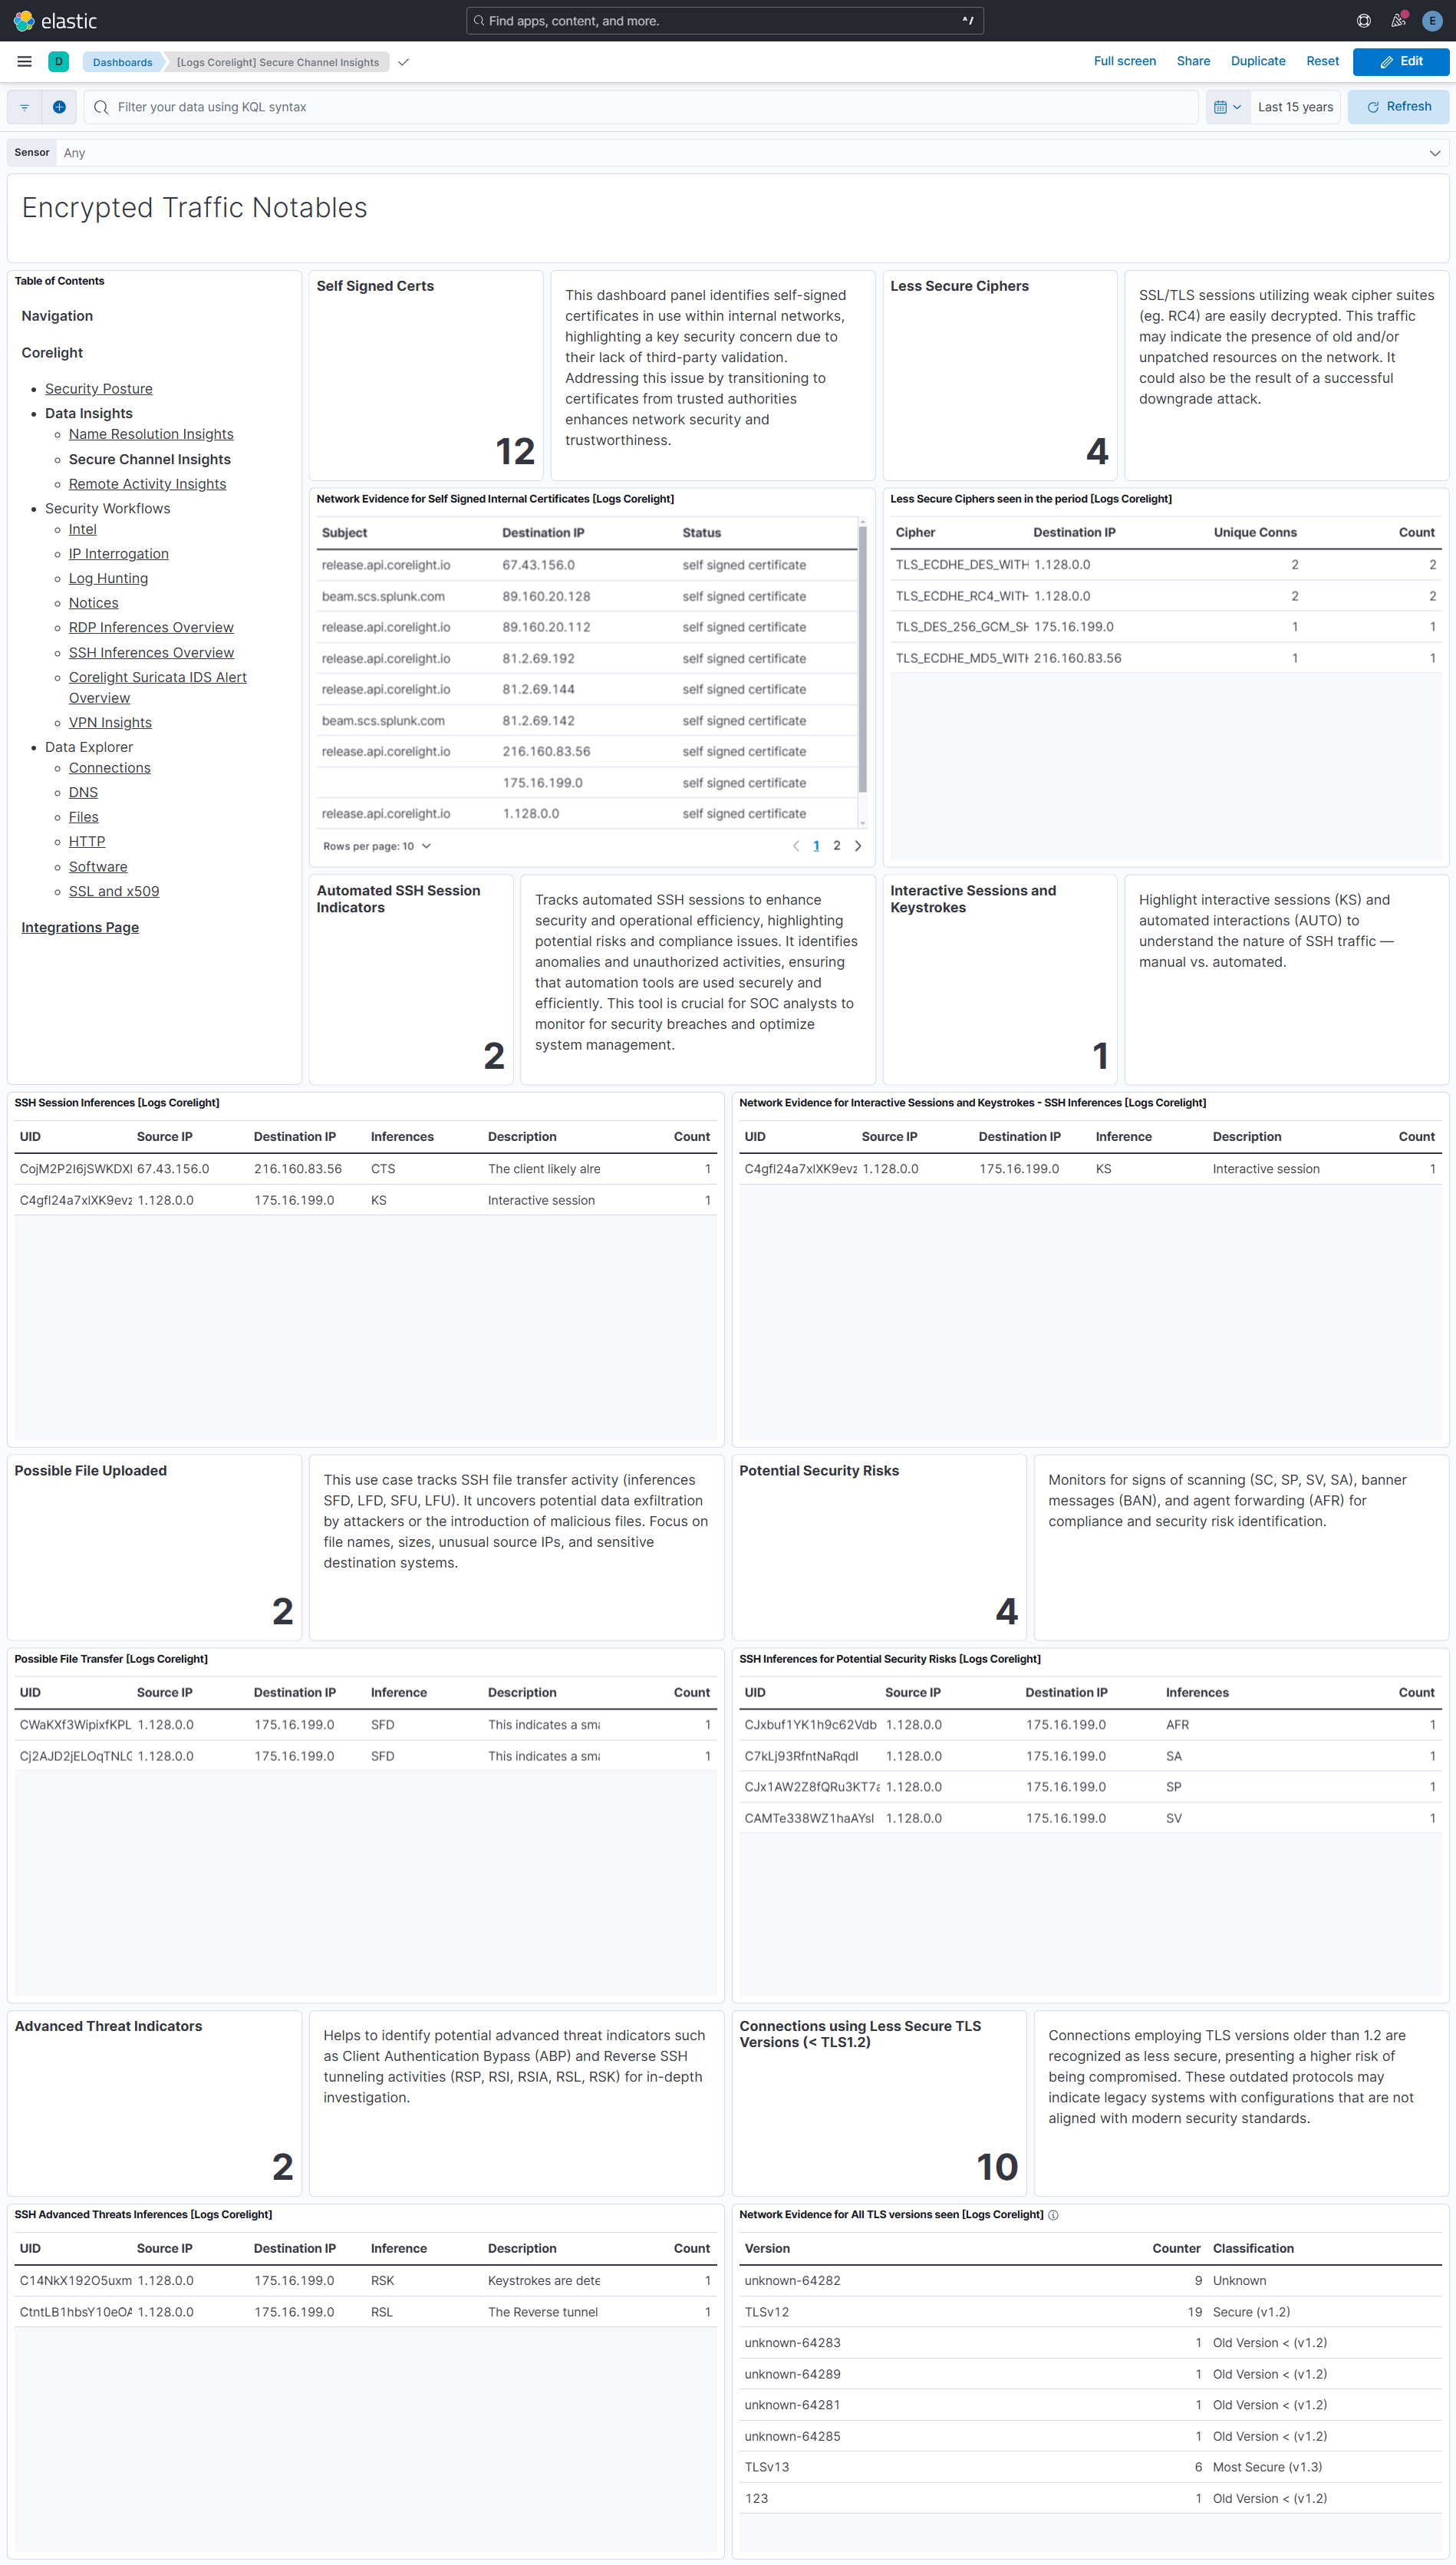 elastic
Find apps, content, and more.
^/
E
D
Dashboards
[Logs Corelight] Secure Channel Insights
Full screen
Share
Duplicate
Reset
Edit
Filter your data using KQL syntax
Last 15 years
Refresh
Sensor
Any
Encrypted Traffic Notables
Table of Contents
Navigation
Corelight
Security Posture
Data Insights
Name Resolution Insights
Secure Channel Insights
Remote Activity Insights
Security Workflows
Intel
IP Interrogation
Log Hunting
Notices
RDP Inferences Overview
SSH Inferences Overview
Corelight Suricata IDS Alert
Overview
VPN Insights
Data Explorer
Connections
DNS
Files
HTTP
Software
SSL and x509
Integrations Page
Self Signed Certs
12
This dashboard panel identifies self-signed
certificates in use within internal networks,
highlighting a key security concern due to
their lack of third-party validation.
Addressing this issue by transitioning to
certificates from trusted authorities
enhances network security and
trustworthiness.
Less Secure Ciphers
4
SSL/TLS sessions utilizing weak cipher suites
(eg. RC4) are easily decrypted. This traffic
may indicate the presence of old and/or
unpatched resources on the network. It
could also be the result of a successful
downgrade attack.
Network Evidence for Self Signed Internal Certificates [Logs Corelight]
Subject Destination IP Status
release.api.corelight.io 67.43.156.0 self signed certificate
beam.scs.splunk.com 89.160.20.128 self signed certificate
release.api.corelight.io 89.160.20.112 self signed certificate
release.api.corelight.io 81.2.69.192 self signed certificate
release.api.corelight.io 81.2.69.144 self signed certificate
beam.scs.splunk.com 81.2.69.142 self signed certificate
release.api.corelight.io 216.160.83.56 self signed certificate
175.16.199.0 self signed certificate
release.api.corelight.io 1.128.0.0 self signed certificate
Rows per page: 10
1 2
Less Secure Ciphers seen in the period [Logs Corelight]
Cipher Destination IP Unique Conns Count
TLS_ECDHE_DES_WITH 1.128.0.0 2 2
TLS_ECDHE_RC4_WITH 1.128.0.0 2 2
TLS_DES_256_GCM_SH 175.16.199.0 1 1
TLS_ECDHE_MD5_WITH 216.160.83.56 1 1
Automated SSH Session
Indicators
2
Tracks automated SSH sessions to enhance
security and operational efficiency, highlighting
potential risks and compliance issues. It identifies
anomalies and unauthorized activities, ensuring
that automation tools are used securely and
efficiently. This tool is crucial for SOC analysts to
monitor for security breaches and optimize
system management.
Interactive Sessions and
Keystrokes
1
Highlight interactive sessions (KS) and
automated interactions (AUTO) to
understand the nature of SSH traffic —
manual vs. automated.
SSH Session Inferences [Logs Corelight]
UID Source IP Destination IP Inferences Description Count
CojM2P2I6jSWKDXI 67.43.156.0 216.160.83.56 CTS The client likely alre 1
C4gfI24a7xIXK9evz 1.128.0.0 175.16.199.0 KS Interactive session 1
Network Evidence for Interactive Sessions and Keystrokes - SSH Inferences [Logs Corelight]
UID Source IP Destination IP Inference Description Count
C4gfI24a7xIXK9evz 1.128.0.0 175.16.199.0 KS Interactive session 1
Possible File Uploaded
2
This use case tracks SSH file transfer activity (inferences
SFD, LFD, SFU, LFU). It uncovers potential data exfiltration
by attackers or the introduction of malicious files. Focus on
file names, sizes, unusual source IPs, and sensitive
destination systems.
Potential Security Risks
4
Monitors for signs of scanning (SC, SP, SV, SA), banner
messages (BAN), and agent forwarding (AFR) for
compliance and security risk identification.
Possible File Transfer [Logs Corelight]
UID Source IP Destination IP Inference Description Count
CWaKXf3WipixfKPL 1.128.0.0 175.16.199.0 SFD This indicates a sma 1
Cj2AJD2jELOqTNLG 1.128.0.0 175.16.199.0 SFD This indicates a sma 1
SSH Inferences for Potential Security Risks [Logs Corelight]
UID Source IP Destination IP Inferences Count
CJxbuf1YK1h9c62Vdb 1.128.0.0 175.16.199.0 AFR 1
C7kLj93RfntNaRqdI 1.128.0.0 175.16.199.0 SA 1
CJx1AW2Z8fQRu3KT7a 1.128.0.0 175.16.199.0 SP 1
CAMTe338WZ1haAYsI 1.128.0.0 175.16.199.0 SV 1
Advanced Threat Indicators
2
Helps to identify potential advanced threat indicators such
as Client Authentication Bypass (ABP) and Reverse SSH
tunneling activities (RSP, RSI, RSIA, RSL, RSK) for in-depth
investigation.
Connections using Less Secure TLS
Versions (< TLS1.2)
10
Connections employing TLS versions older than 1.2 are
recognized as less secure, presenting a higher risk of
being compromised. These outdated protocols may
indicate legacy systems with configurations that are not
aligned with modern security standards.
SSH Advanced Threats Inferences [Logs Corelight]
UID Source IP Destination IP Inference Description Count
C14NkX192O5uxm 1.128.0.0 175.16.199.0 RSK Keystrokes are dete 1
CtntLB1hbsY10eOA 1.128.0.0 175.16.199.0 RSL The Reverse tunnel 1
Network Evidence for All TLS versions seen [Logs Corelight]
Version Counter Classification
unknown-64282 9 Unknown
TLSv12 19 Secure (v1.2)
unknown-64283 1 Old Version < (v1.2)
unknown-64289 1 Old Version < (v1.2)
unknown-64281 1 Old Version < (v1.2)
unknown-64285 1 Old Version < (v1.2)
TLSv13 6 Most Secure (v1.3)
123 1 Old Version < (v1.2)